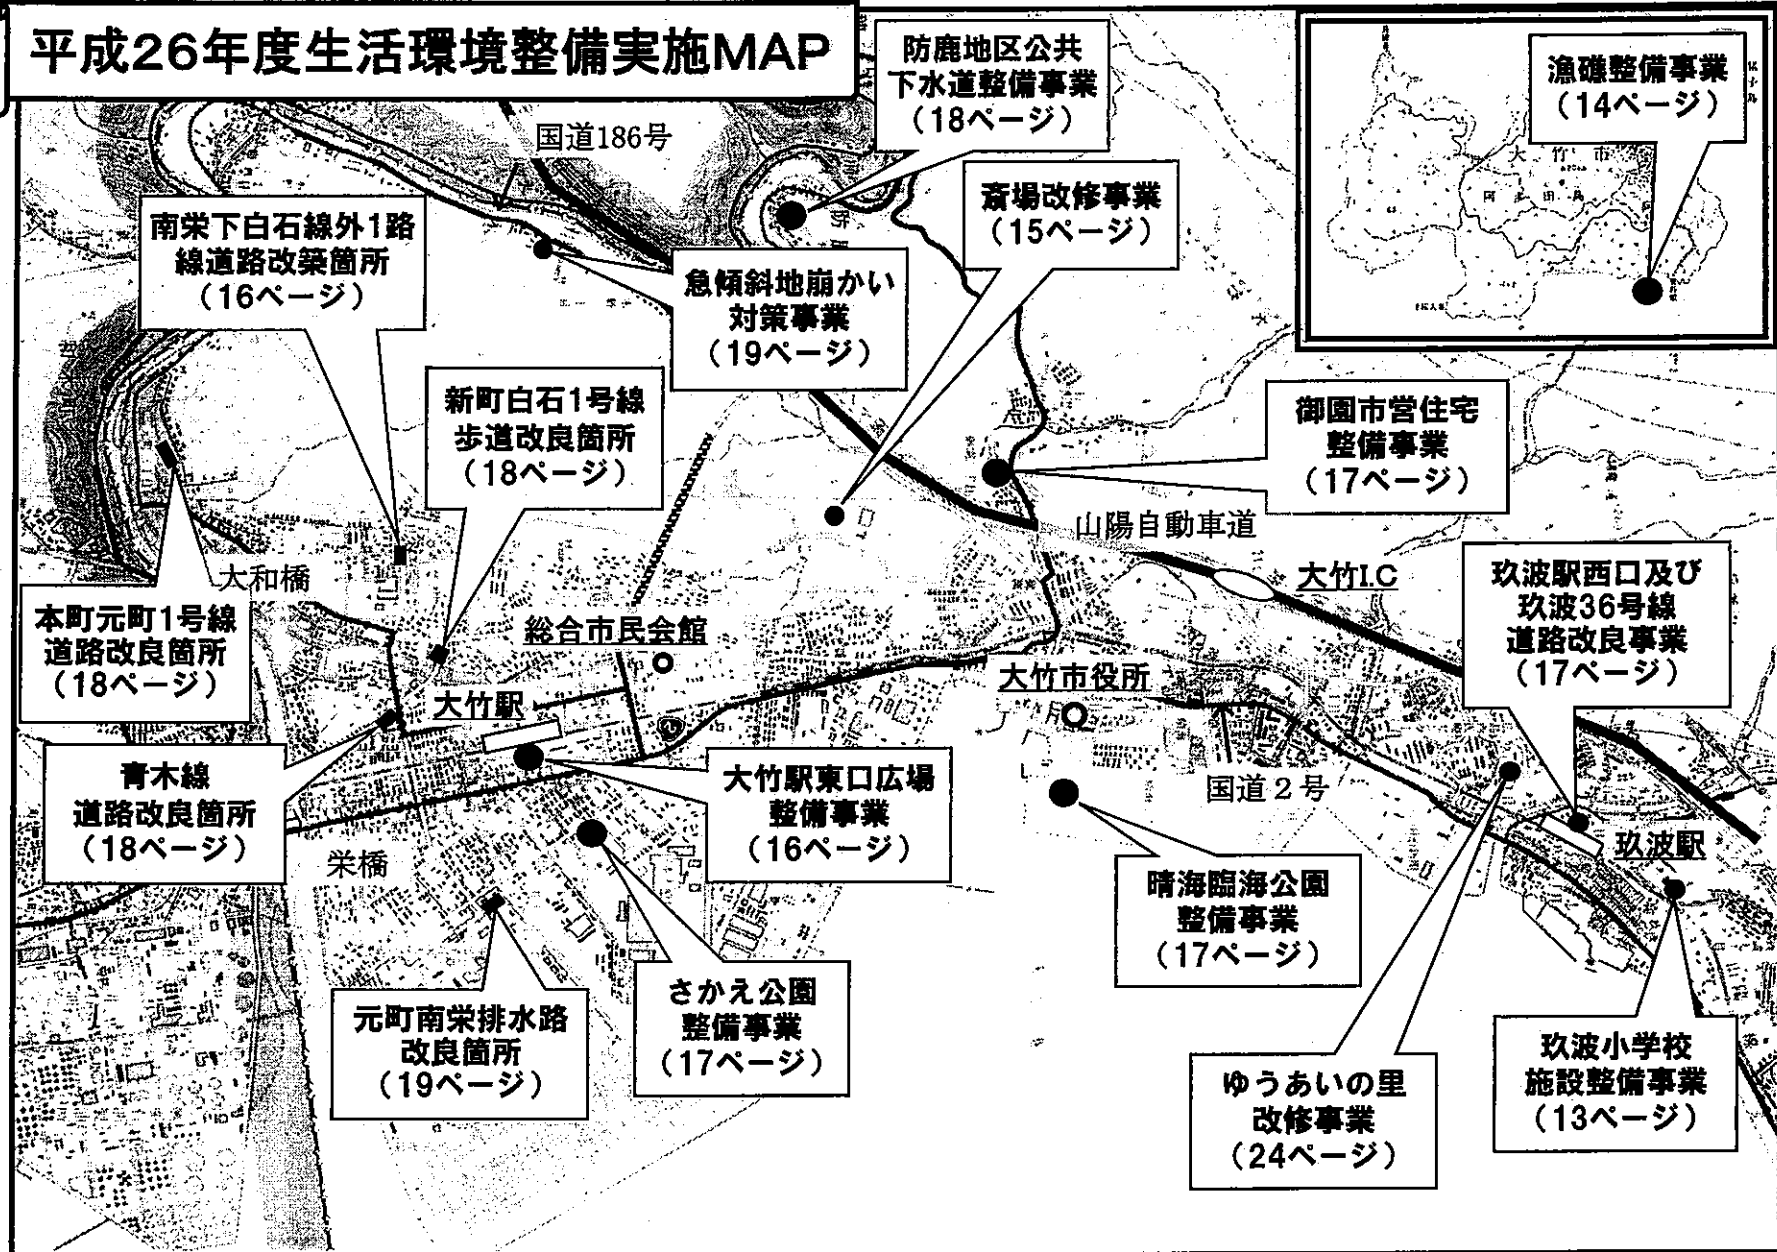 平成26年度生活環境整備実施MAP
防鹿地区公共
下水道整備事業
(18ページ)
漁礁整備事業
(14ページ)
大竹市
阿多田島
国道186号
斎場改修事業
(15ページ)
南栄下白石線外1路
線道路改築箇所
(16ページ)
急傾斜地崩かい
対策事業
(19ページ)
新町白石1号線
歩道改良箇所
(18ページ)
御園市営住宅
整備事業
(17ページ)
山陽自動車道
大竹I.C
玖波駅西口及び
玖波36号線
道路改良事業
(17ページ)
大和橋
本町元町1号線
道路改良箇所
(18ページ)
総合市民会館
大竹市役所
大竹駅
青木線
道路改良箇所
(18ページ)
大竹駅東口広場
整備事業
(16ページ)
国道2号
玖波駅
栄橋
晴海臨海公園
整備事業
(17ページ)
元町南栄排水路
改良箇所
(19ページ)
さかえ公園
整備事業
(17ページ)
ゆうあいの里
改修事業
(24ページ)
玖波小学校
施設整備事業
(13ページ)